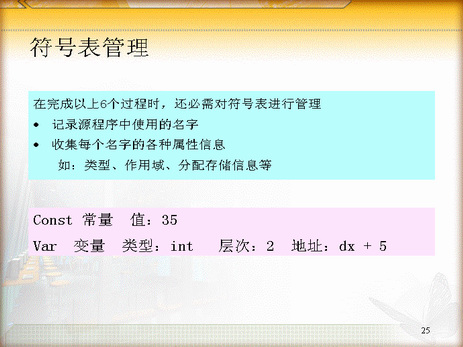 符号表管理
在完成以上6个过程时，还必需对符号表进行管理
• 记录源程序中使用的名字
• 收集每个名字的各种属性信息
如：类型、作用域、分配存储信息等
Const 常量 值：35
Var 变量 类型：int 层次：2 地址：dx + 5
25